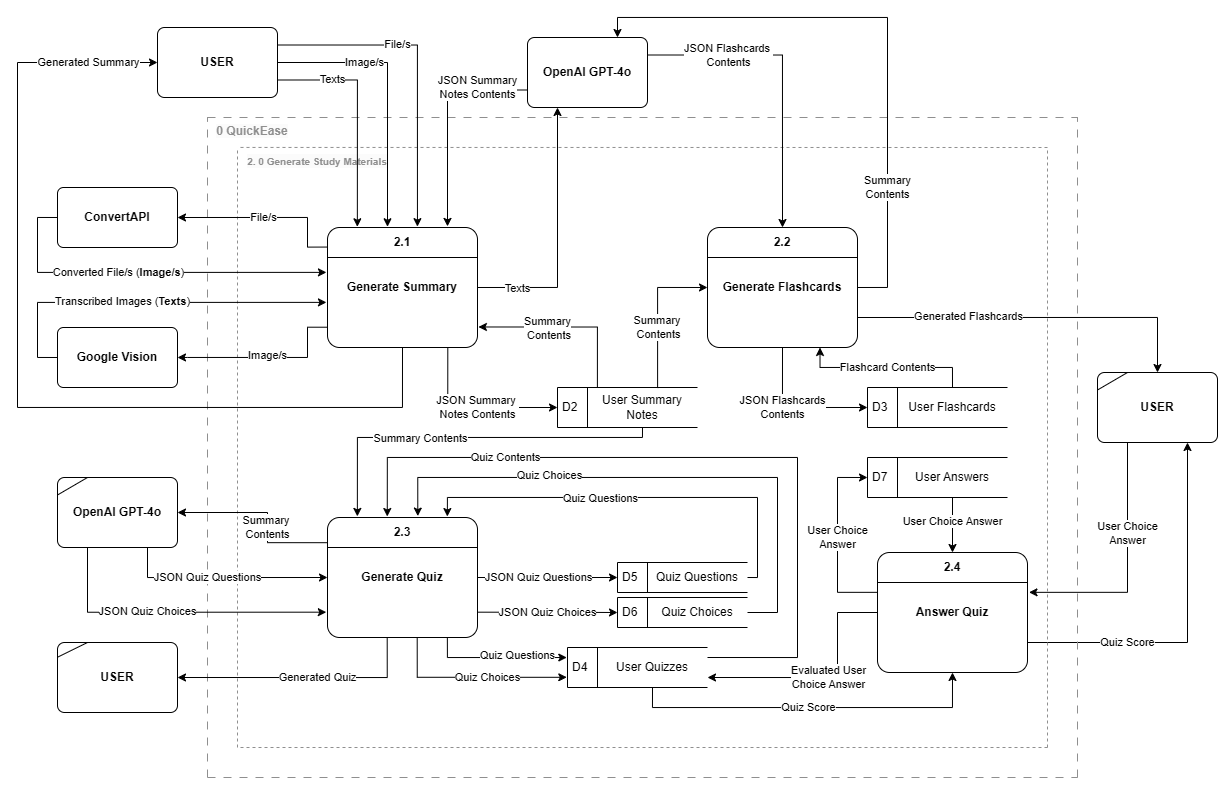 File/s
USER
Generated Summary
Image/s
Texts
OpenAI GPT-4o
JSON Flashcards
Contents
JSON Summary
Notes Contents
0 QuickEase
2. 0 Generate Study Materials
Summary
Contents
ConvertAPI
File/s
2.1
Generate Summary
2.2
Generate Flashcards
Converted File/s (Image/s)
Texts
Transcribed Images (Texts)
Google Vision
Image/s
Summary
Contents
Summary
Contents
Generated Flashcards
Flashcard Contents
JSON Summary
Notes Contents
D2
User Summary
Notes
JSON Flashcards
Contents
D3
User Flashcards
USER
Summary Contents
Quiz Contents
Quiz Choices
Quiz Questions
D7
User Answers
OpenAI GPT-4o
Summary
Contents
2.3
Generate Quiz
User Choice
Answer
User Choice Answer
User Choice
Answer
JSON Quiz Questions
JSON Quiz Questions
D5
Quiz Questions
2.4
Answer Quiz
JSON Quiz Choices
JSON Quiz Choices
D6
Quiz Choices
Quiz Score
USER
Generated Quiz
Quiz Questions
Quiz Choices
D4
User Quizzes
Evaluated User
Choice Answer
Quiz Score